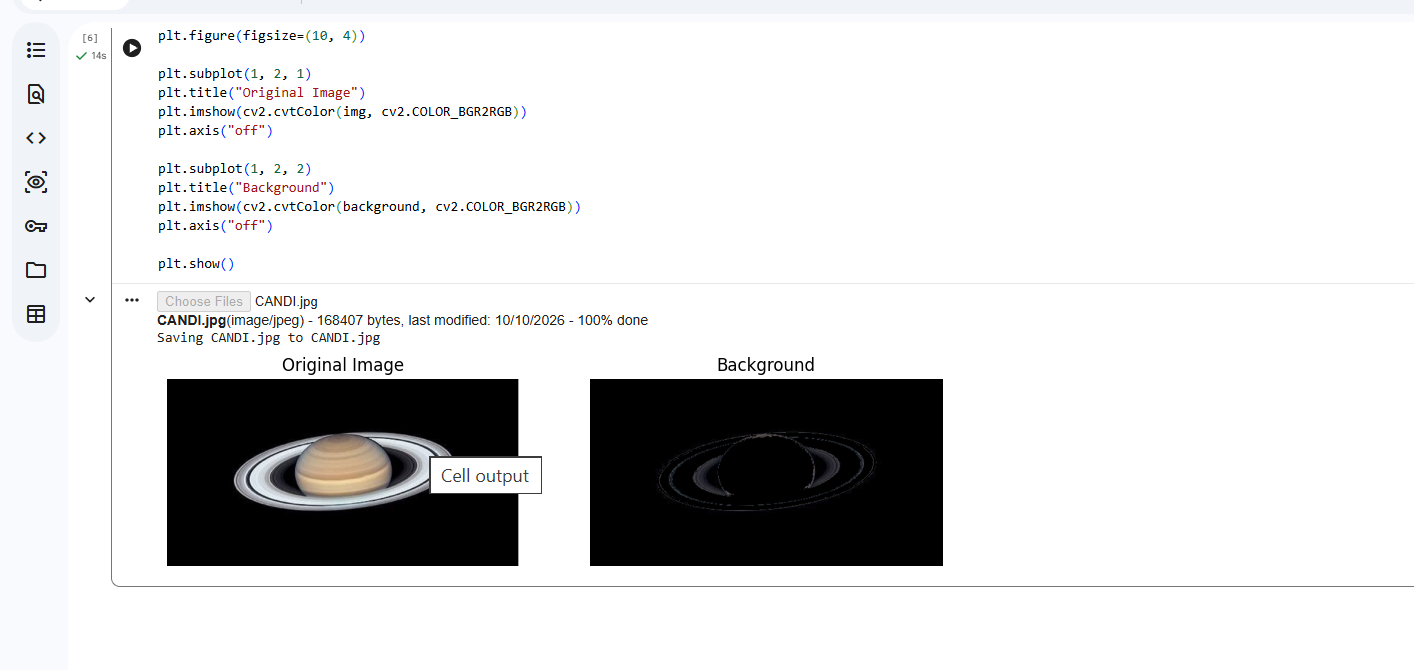 [6]
14s
plt.figure(figsize=(10, 4))
plt.subplot(1, 2, 1)
plt.title("Original Image")
plt.imshow(cv2.cvtColor(img, cv2.COLOR_BGR2RGB))
plt.axis("off")
plt.subplot(1, 2, 2)
plt.title("Background")
plt.imshow(cv2.cvtColor(background, cv2.COLOR_BGR2RGB))
plt.axis("off")
plt.show()
Choose Files CANDI.jpg
CANDI.jpg(image/jpeg) - 168407 bytes, last modified: 10/10/2026 - 100% done
Saving CANDI.jpg to CANDI.jpg
Original Image
Background
Cell output